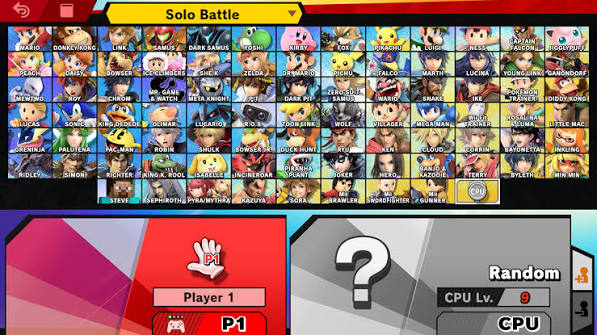 Solo Battle
MARIO DONKEY KONG LINK SAMUS DARK SAMUS YOSHI KIRBY FOX PIKACHU LUIGI NESS CAPTAIN FALCON JIGGLYPUFF
PEACH DAISY BOWSER ICE CLIMBERS SHEIK ZELDA DR. MARIO PICHU FALCO MARTH LUCINA YOUNG LINK GANONDORF
MEWTWO ROY CHROM MR. GAME & WATCH META KNIGHT PIT DARK PIT ZERO SUIT SAMUS WARIO SNAKE IKE POKÉMON TRAINER DIDDY KONG
LUCAS SONIC KING DEDEDE OLIMAR LUCARIO R.O.B. TOON LINK WOLF VILLAGER MEGA MAN Wii Fit TRAINER ROSALINA & LUMA LITTLE MAC
GRENINJA PALUTENA PAC-MAN ROBIN SHULK BOWSER JR. DUCK HUNT RYU KEN CLOUD CORRIN BAYONETTA INKLING
RIDLEY SIMON RICHTER KING K. ROOL ISABELLE INCINEROAR PIRANHA PLANT JOKER HERO BANJO & KAZOOIE TERRY BYLETH MIN MIN
STEVE SEPHIROTH PYRA/MYTHRA KAZUYA SORA Mii BRAWLER Mii SWORDFIGHTER Mii GUNNER CPU
P1
Player 1
P1
Random
CPU Lv. 9
CPU